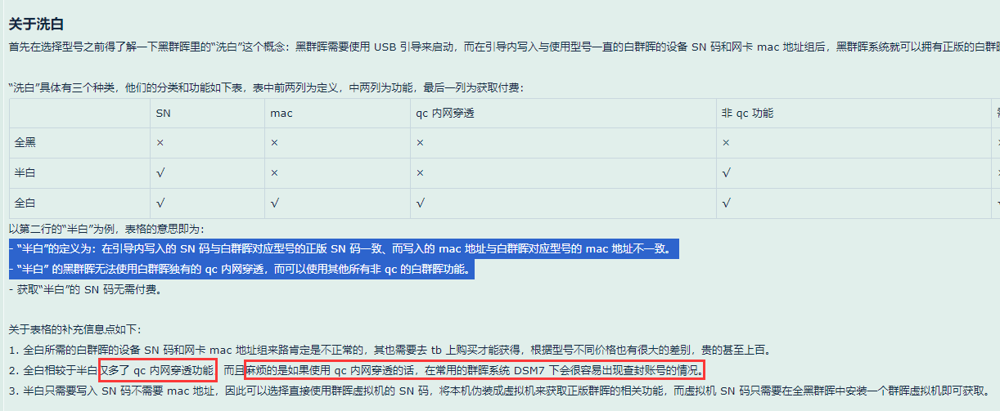 关于洗白
首先在选择型号之前得了解一下黑群晖里的“洗白”这个概念：黑群晖需要使用 USB 引导来启动，而在引导内写入与使用型号一直的白群晖的设备 SN 码和网卡 mac 地址组后，黑群晖系统就可以拥有正版的白群晖
“洗白”具体有三个种类，他们的分类和功能如下表，表中前两列为定义，中两列为功能，最后一列为获取付费：
SN mac qc 内网穿透 非 qc 功能
全黑 × × × ×
半白 √ × × √
全白 √ √ √ √
以第二行的“半白”为例，表格的意思即为：
- “半白”的定义为：在引导内写入的 SN 码与白群晖对应型号的正版 SN 码一致、而写入的 mac 地址与白群晖对应型号的 mac 地址不一致。
- “半白” 的黑群晖无法使用白群晖独有的 qc 内网穿透，而可以使用其他所有非 qc 的白群晖功能。
- 获取“半白”的 SN 码无需付费。
关于表格的补充信息点如下：
1. 全白所需的白群晖的设备 SN 码和网卡 mac 地址组来路肯定是不正常的，其也需要去 tb 上购买才能获得，根据型号不同价格也有很大的差别，贵的甚至上百。
2. 全白相较于半白仅多了 qc 内网穿透功能，而且麻烦的是如果使用 qc 内网穿透的话，在常用的群晖系统 DSM7 下会很容易出现查封账号的情况。
3. 半白只需要写入 SN 码不需要 mac 地址，因此可以选择直接使用群晖虚拟机的 SN 码，将本机伪装成虚拟机来获取正版群晖的相关功能，而虚拟机 SN 码只需要在全黑群晖中安装一个群晖虚拟机即可获取。